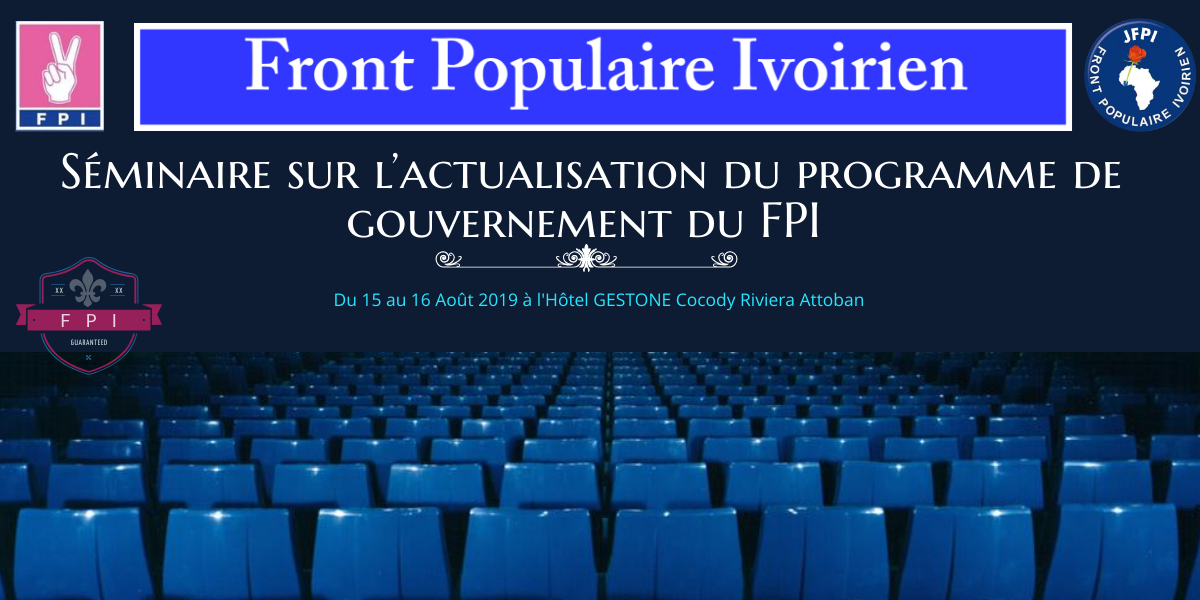 FPI
Front Populaire Ivoirien
JFPI
FRONT POPULAIRE IVOIRIEN
Séminaire sur l'actualisation du programme de
gouvernement du FPI
Du 15 au 16 Août 2019 à l'Hôtel GESTONE Cocody Riviera Attoban
XX XX
FPI
GUARANTEED